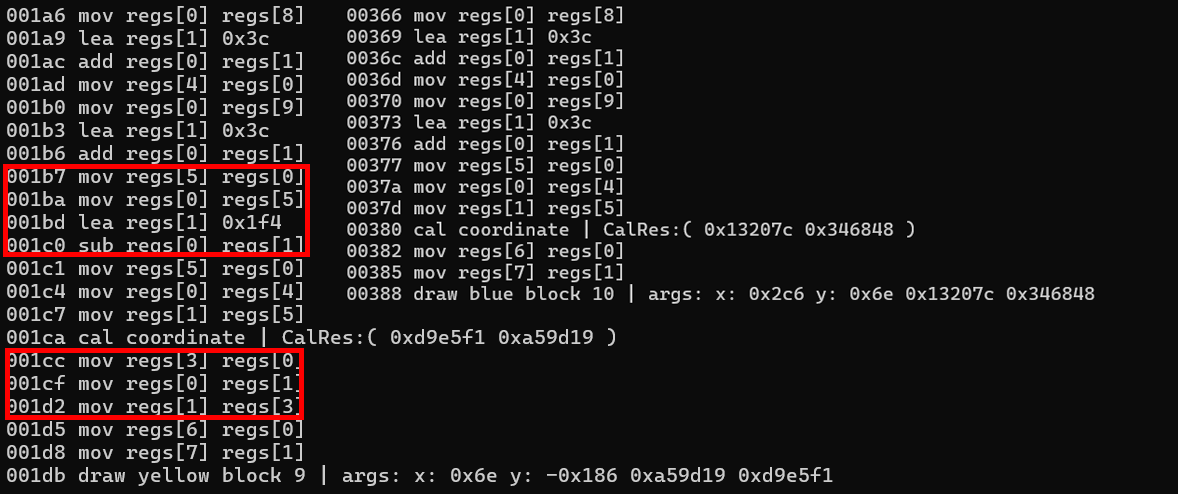 001a6 mov regs[0] regs[8]
001a9 lea regs[1] 0x3c
001ac add regs[0] regs[1]
001ad mov regs[4] regs[0]
001b0 mov regs[0] regs[9]
001b3 lea regs[1] 0x3c
001b6 add regs[0] regs[1]
001b7 mov regs[5] regs[0]
001ba mov regs[0] regs[5]
001bd lea regs[1] 0x1f4
001c0 sub regs[0] regs[1]
001c1 mov regs[5] regs[0]
001c4 mov regs[0] regs[4]
001c7 mov regs[1] regs[5]
001ca cal coordinate | CalRes:( 0xd9e5f1 0xa59d19 )
001cc mov regs[3] regs[0]
001cf mov regs[0] regs[1]
001d2 mov regs[1] regs[3]
001d5 mov regs[6] regs[0]
001d8 mov regs[7] regs[1]
001db draw yellow block 9 | args: x: 0x6e y: -0x186 0xa59d19 0xd9e5f1
00366 mov regs[0] regs[8]
00369 lea regs[1] 0x3c
0036c add regs[0] regs[1]
0036d mov regs[4] regs[0]
00370 mov regs[0] regs[9]
00373 lea regs[1] 0x3c
00376 add regs[0] regs[1]
00377 mov regs[5] regs[0]
0037a mov regs[0] regs[4]
0037d mov regs[1] regs[5]
00380 cal coordinate | CalRes:( 0x13207c 0x346848 )
00382 mov regs[6] regs[0]
00385 mov regs[7] regs[1]
00388 draw blue block 10 | args: x: 0x2c6 y: 0x6e 0x13207c 0x346848